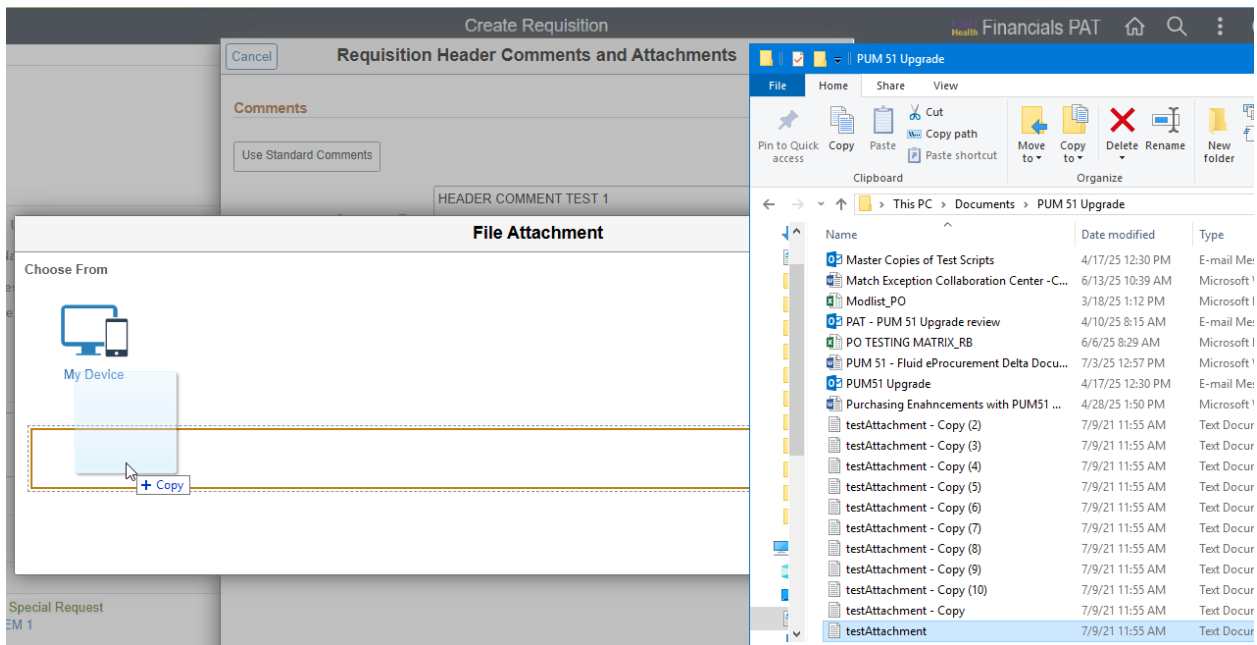 Create Requisition
Health Financials PAT
Cancel
Requisition Header Comments and Attachments
Comments
Use Standard Comments
HEADER COMMENT TEST 1
File Attachment
Choose From
My Device
+ Copy
Special Request
EM 1
PUM 51 Upgrade
File Home Share View
Pin to Quick access
Copy
Paste
Cut
Copy path
Paste shortcut
Clipboard
Move to
Copy to
Delete
Rename
Organize
New folder
This PC > Documents > PUM 51 Upgrade
Name Date modified Type
Master Copies of Test Scripts 4/17/25 12:30 PM E-mail Mes
Match Exception Collaboration Center -C... 6/13/25 10:39 AM Microsoft
Modlist_PO 3/18/25 1:12 PM Microsoft
PAT - PUM 51 Upgrade review 4/10/25 8:15 AM E-mail Mes
PO TESTING MATRIX_RB 6/6/25 8:29 AM Microsoft
PUM 51 - Fluid eProcurement Delta Docu... 7/3/25 12:57 PM Microsoft
PUM51 Upgrade 4/17/25 12:30 PM E-mail Mes
Purchasing Enahncements with PUM51 ... 4/28/25 1:50 PM Microsoft
testAttachment - Copy (2) 7/9/21 11:55 AM Text Docur
testAttachment - Copy (3) 7/9/21 11:55 AM Text Docur
testAttachment - Copy (4) 7/9/21 11:55 AM Text Docur
testAttachment - Copy (5) 7/9/21 11:55 AM Text Docur
testAttachment - Copy (6) 7/9/21 11:55 AM Text Docur
testAttachment - Copy (7) 7/9/21 11:55 AM Text Docur
testAttachment - Copy (8) 7/9/21 11:55 AM Text Docur
testAttachment - Copy (9) 7/9/21 11:55 AM Text Docur
testAttachment - Copy (10) 7/9/21 11:55 AM Text Docur
testAttachment - Copy 7/9/21 11:55 AM Text Docur
testAttachment 7/9/21 11:55 AM Text Docur